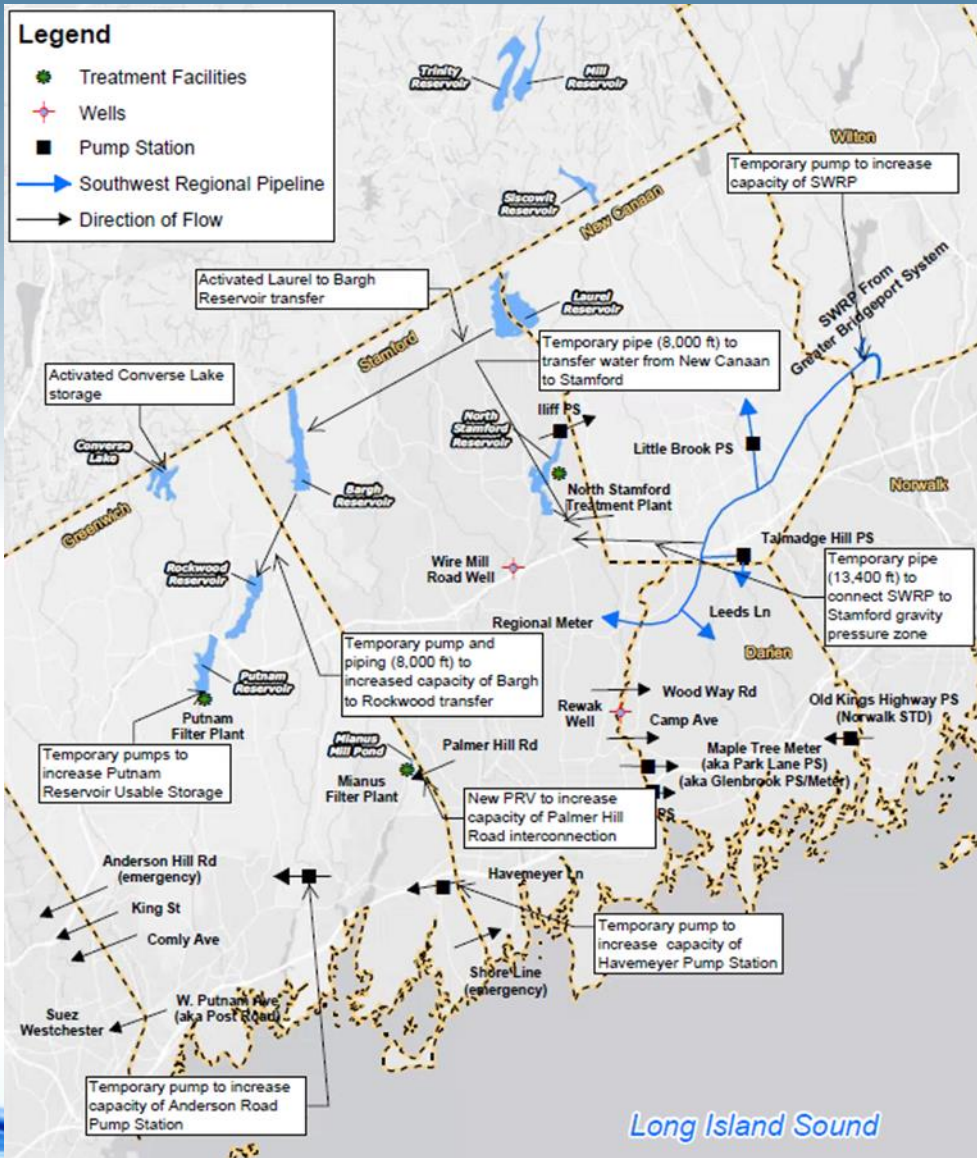 Legend
Treatment Facilities
Wells
Pump Station
Southwest Regional Pipeline
Direction of Flow
Trinity
Reservoir
Mill
Reservoir
Wilton
Temporary pump to increase
capacity of SWRP
Siscowit
Reservoir
New Canaan
Activated Laurel to Bargh
Reservoir transfer
Laurel
Reservoir
SWRP From
Greater Bridgeport System
Stamford
Temporary pipe (8,000 ft) to
transfer water from New Canaan
to Stamford
Activated Converse Lake
storage
Iliff PS
North
Stamford
Reservoir
Little Brook PS
Converse
Lake
Bargh
Reservoir
North Stamford
Treatment Plant
Norwalk
Greenwich
Talmadge Hill PS
Wire Mill
Road Well
Rockwood
Reservoir
Temporary pipe
(13,400 ft) to
connect SWRP to
Stamford gravity
pressure zone
Leeds Ln
Regional Meter
Temporary pump and
piping (8,000 ft) to
increased capacity of Bargh
to Rockwood transfer
Darien
Putnam
Reservoir
Wood Way Rd
Old Kings Highway PS
(Norwalk STD)
Rewak
Well
Camp Ave
Putnam
Filter Plant
Mianus
Mill Pond
Palmer Hill Rd
Maple Tree Meter
(aka Park Lane PS)
(aka Glenbrook PS/Meter)
Temporary pumps to
increase Putnam
Reservoir Usable Storage
Mianus
Filter Plant
New PRV to increase
capacity of Palmer Hill
Road interconnection
PS
Anderson Hill Rd
(emergency)
Havemeyer Ln
King St
Comly Ave
Temporary pump to
increase capacity of
Havemeyer Pump Station
Shore Line
(emergency)
Suez
Westchester
W. Putnam Ave
(aka Post Road)
Temporary pump to increase
capacity of Anderson Road
Pump Station
Long Island Sound